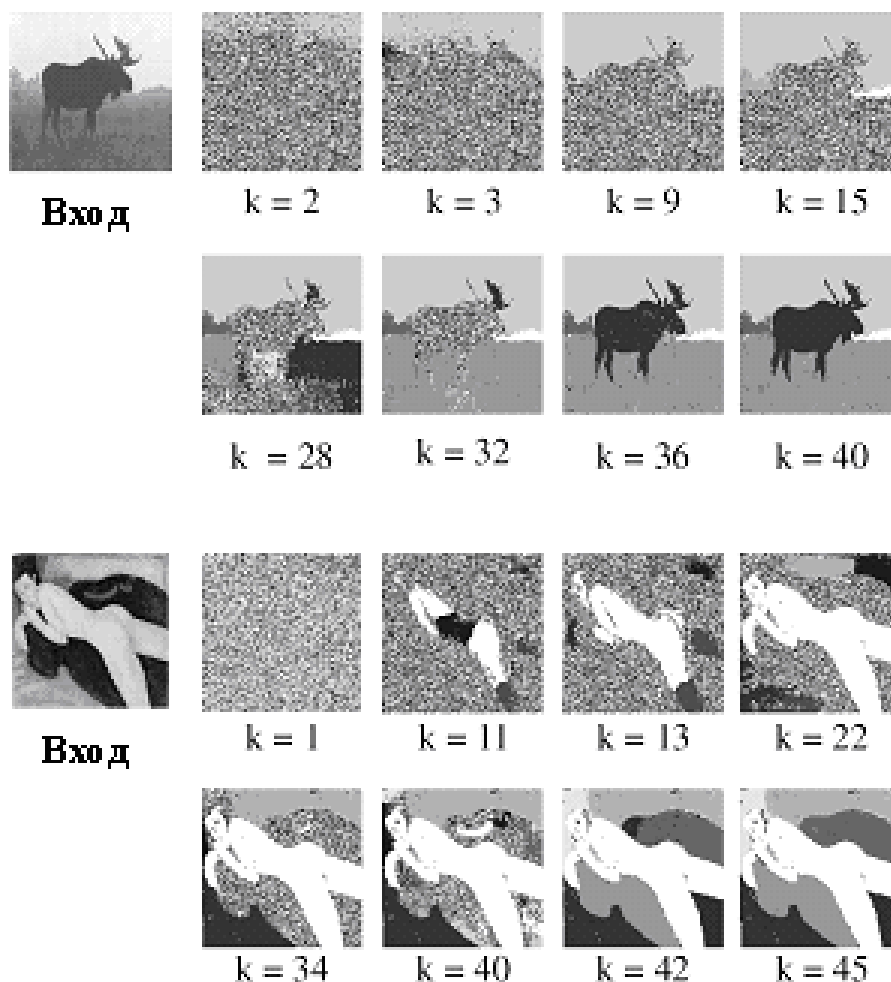 k = 2 k = 3 k = 9 k = 15
Вход
k = 28 k = 32 k = 36 k = 40
k = 1 k = 11 k = 13 k = 22
Вход
k = 34 k = 40 k = 42 k = 45